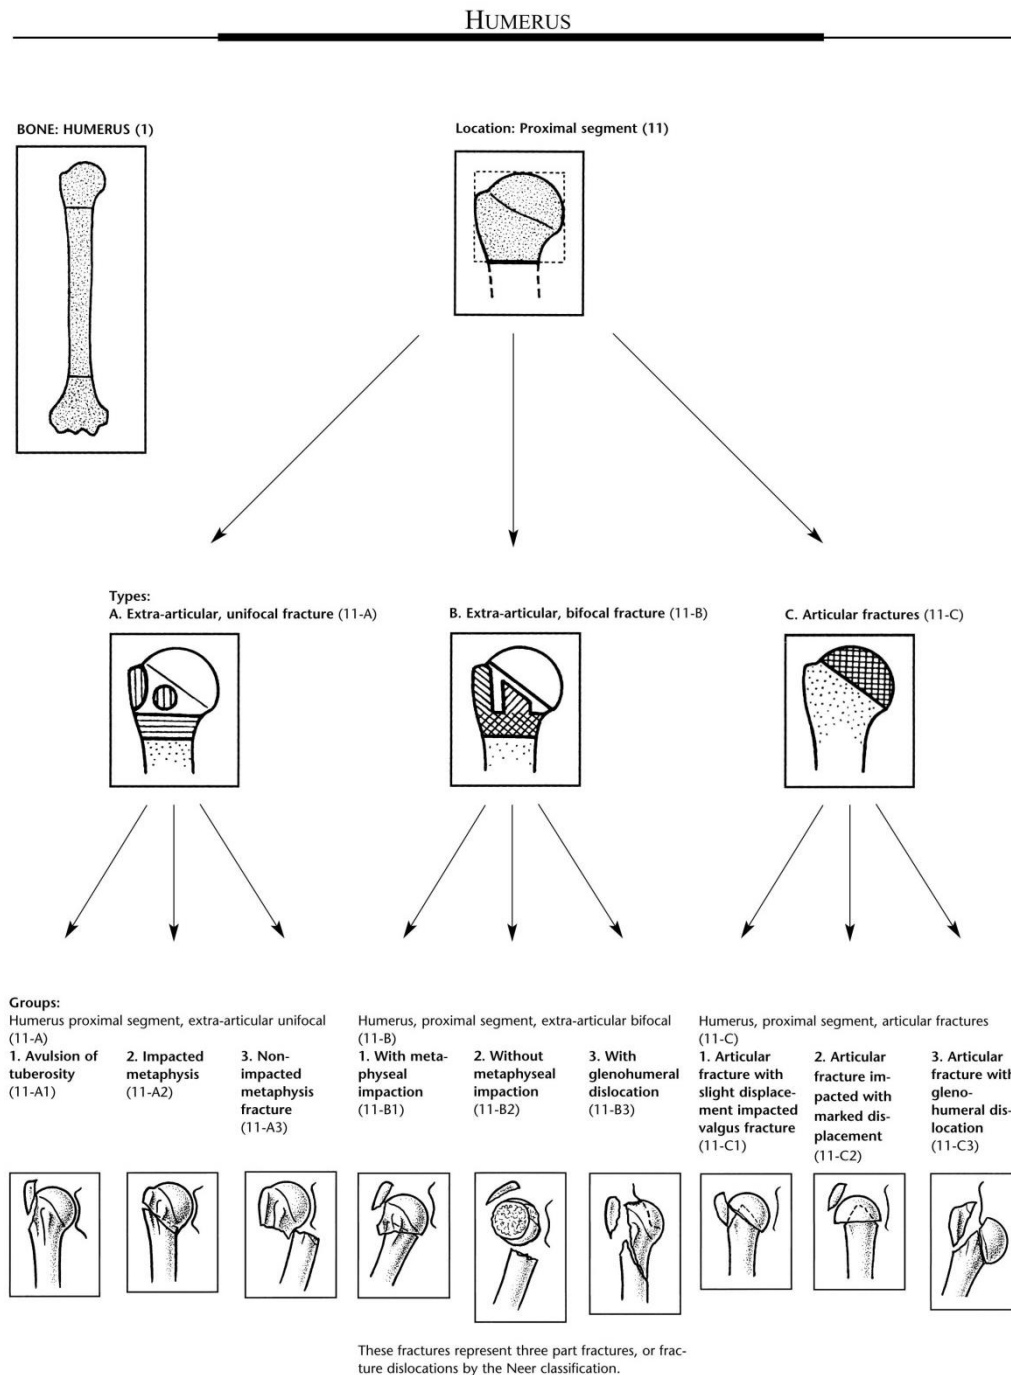 HUMERUS
BONE: HUMERUS (1)
Location: Proximal segment (11)
Types:
A. Extra-articular, unifocal fracture (11-A)
B. Extra-articular, bifocal fracture (11-B)
C. Articular fractures (11-C)
Groups:
Humerus proximal segment, extra-articular unifocal
(11-A)
1. Avulsion of
tuberosity
(11-A1)
2. Impacted
metaphysis
(11-A2)
3. Non-
impacted
metaphysis
fracture
(11-A3)
Humerus, proximal segment, extra-articular bifocal
(11-B)
1. With meta-
physeal
impaction
(11-B1)
2. Without
metaphyseal
impaction
(11-B2)
3. With
glenohumeral
dislocation
(11-B3)
Humerus, proximal segment, articular fractures
(11-C)
1. Articular
fracture with
slight displace-
ment impacted
valgus fracture
(11-C1)
2. Articular
fracture im-
pacted with
marked dis-
placement
(11-C2)
3. Articular
fracture with
gleno-
humeral dis-
location
(11-C3)
These fractures represent three part fractures, or frac-
ture dislocations by the Neer classification.